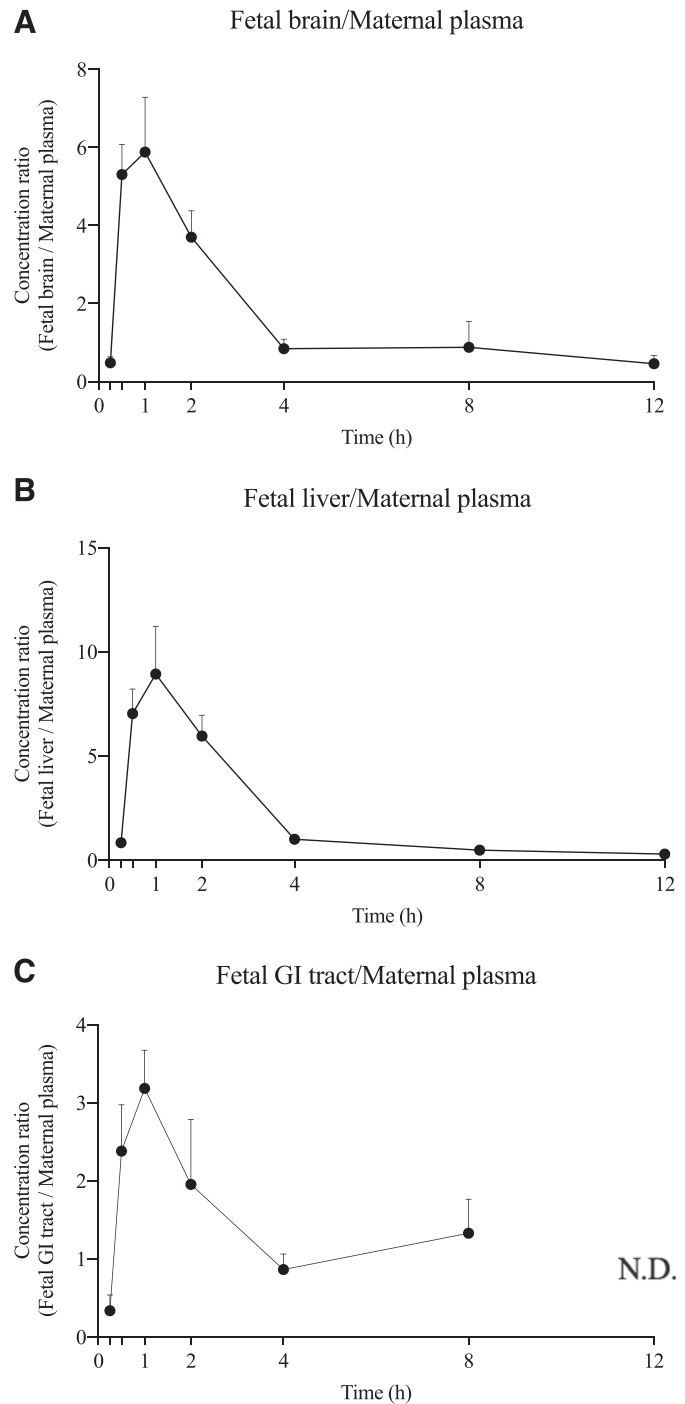 A
Fetal brain/Maternal plasma
Concentration ratio
(Fetal brain / Maternal plasma)
8
6
4
2
0
0 1 2 4 8 12
Time (h)
B
Fetal liver/Maternal plasma
Concentration ratio
(Fetal liver / Maternal plasma)
15
10
5
0
0 1 2 4 8 12
Time (h)
C
Fetal GI tract/Maternal plasma
Concentration ratio
(Fetal GI tract / Maternal plasma)
4
3
2
1
0
N.D.
0 1 2 4 8 12
Time (h)